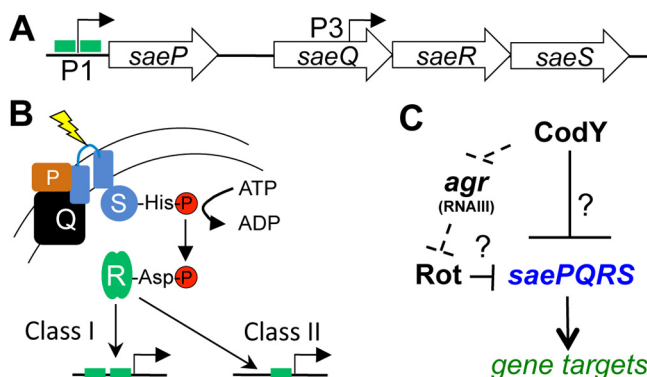 A
P1
saeP
saeQ
P3
saeR
saeS
B
P
Q
S
-His-P
ATP
ADP
R
-Asp-P
Class I
Class II
C
CodY
agr
(RNAIII)
?
?
Rot
saePQRS
gene targets